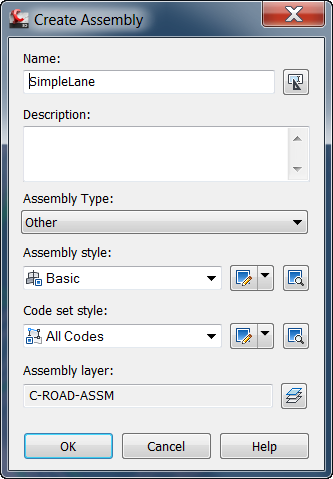 Create Assembly
Name:
SimpleLane
Description:
Assembly Type:
Other
Assembly style:
Basic
Code set style:
All Codes
Assembly layer:
C-ROAD-ASSM
OK
Cancel
Help